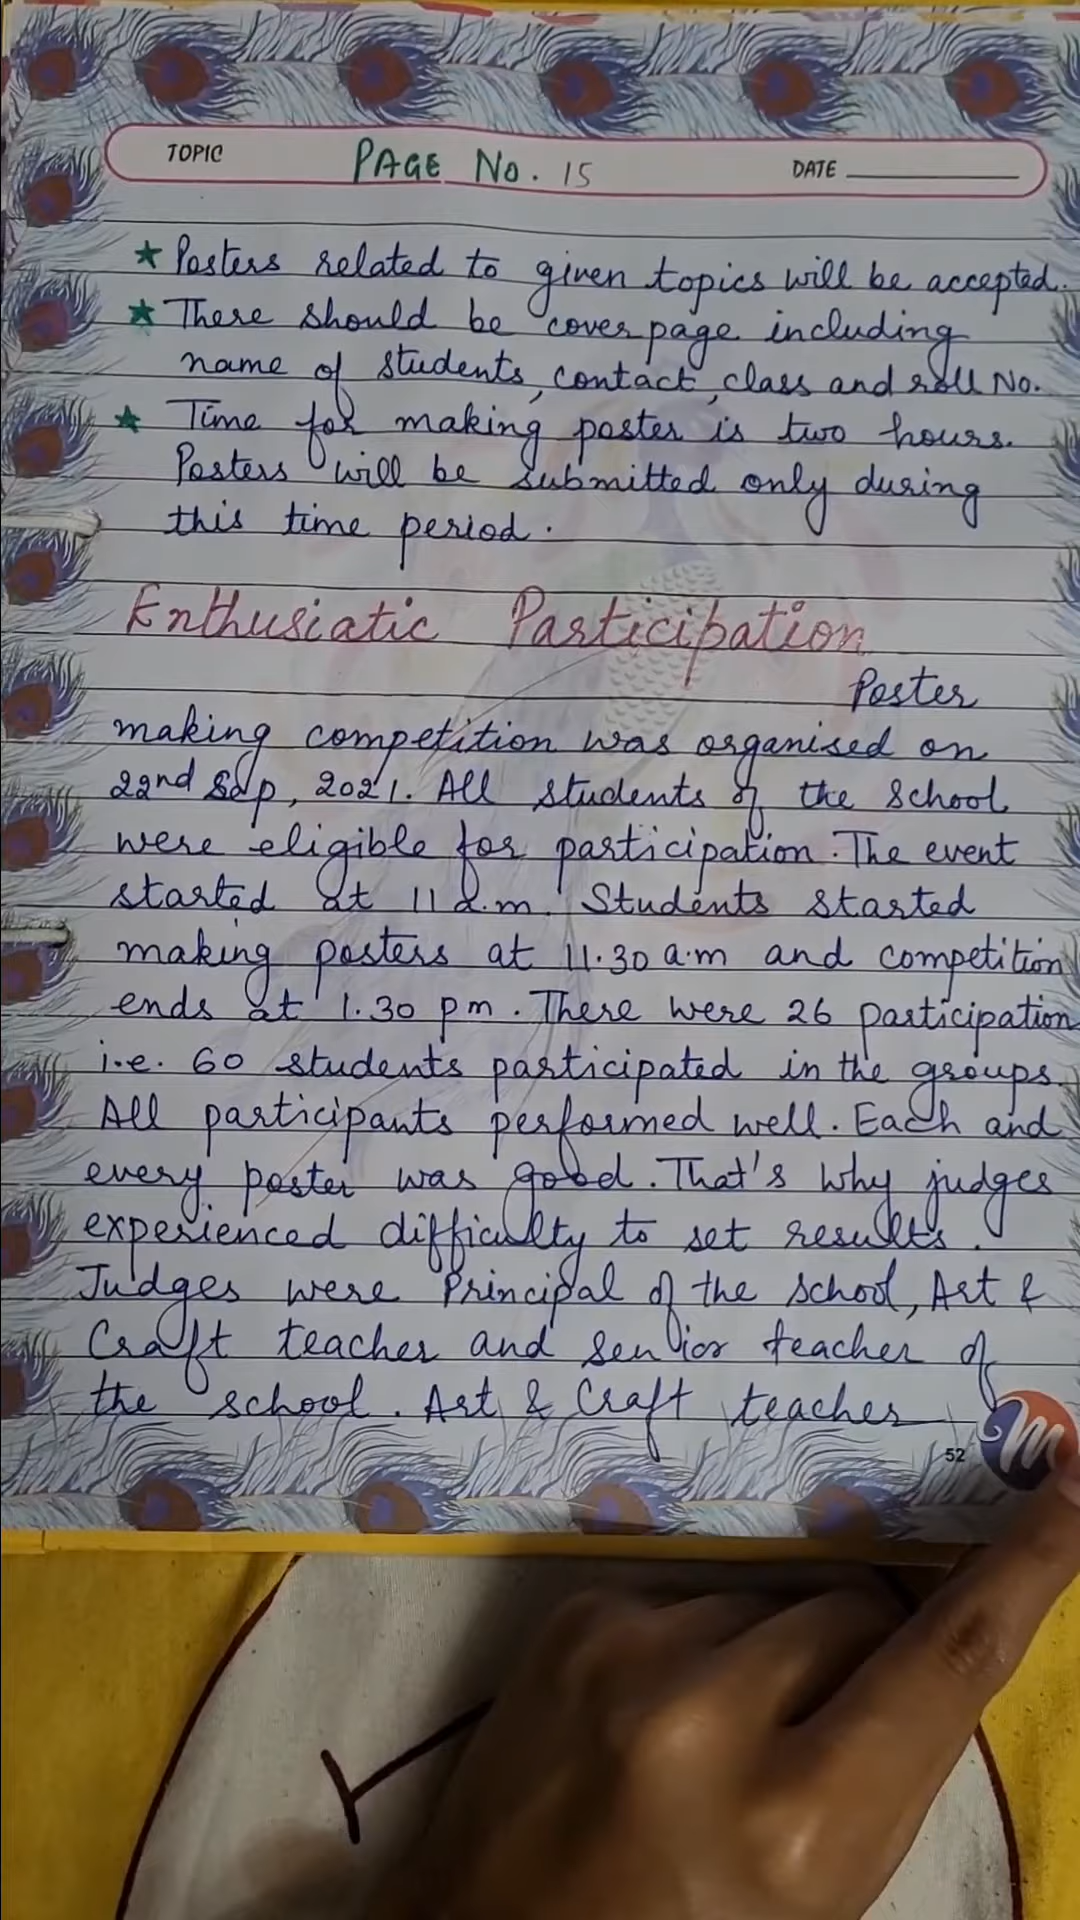 TOPIC PAGE No. 15 DATE
★ Posters related to given topics will be accepted.
★ There should be cover page including
name of students, contact, class and roll No.
★ Time for making poster is two hours.
Posters will be submitted only during
this time period.
Enthusiatic Participation
Poster
making competition was organised on
22nd Sep, 2021. All students of the school
were eligible for participation. The event
started at 11 a.m. Students started
making posters at 11.30 a.m and competition
ends at 1.30 pm. There were 26 participation
i.e. 60 students participated in the groups.
All participants performed well. Each and
every poster was good. That's why judges
experienced difficulty to set results.
Judges were Principal of the school, Art &
Craft teacher and senior teacher of
the school. Art & Craft teacher
52
m